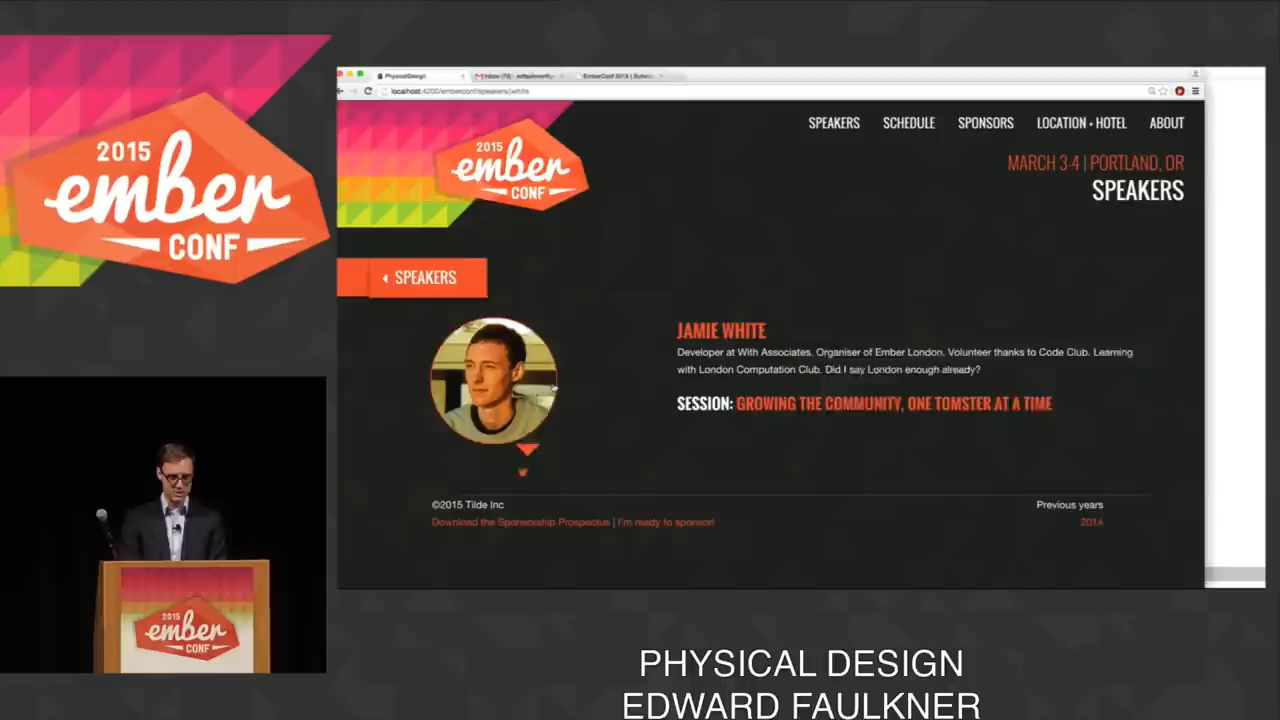 2015
ember
CONF
PhysicalDesign
localhost:4200/emberconf/speakers/jwhite
2015
ember
CONF
SPEAKERS
SCHEDULE
SPONSORS
LOCATION • HOTEL
ABOUT
MARCH 3-4 | PORTLAND, OR
SPEAKERS
SPEAKERS
JAMIE WHITE
Developer at With Associates. Organiser of Ember London. Volunteer thanks to Code Club. Learning
with London Computation Club. Did I say London enough already?
SESSION: GROWING THE COMMUNITY, ONE TOMSTER AT A TIME
©2015 Tilde Inc
Previous years
Download the Sponsorship Prospectus | I'm ready to sponsor!
2014
2015
ember
CONF
PHYSICAL DESIGN
EDWARD FAULKNER